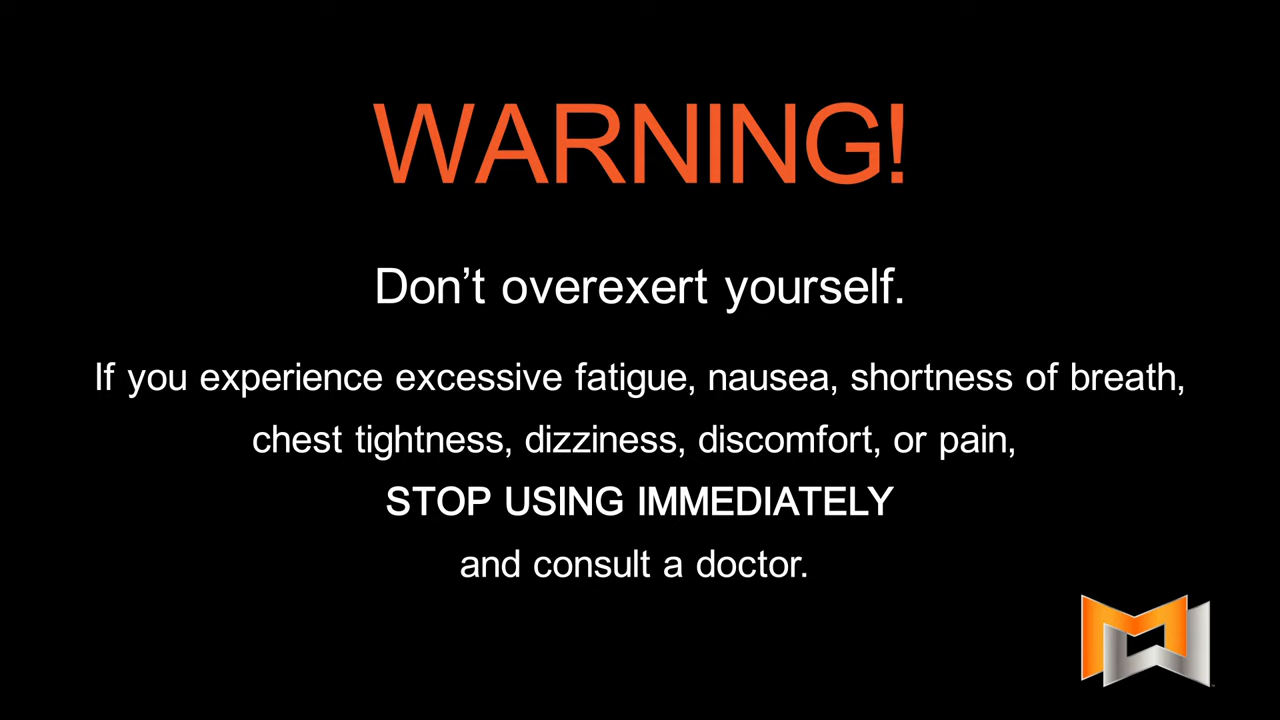 WARNING!
Don’t overexert yourself.
If you experience excessive fatigue, nausea, shortness of breath,
chest tightness, dizziness, discomfort, or pain,
STOP USING IMMEDIATELY
and consult a doctor.